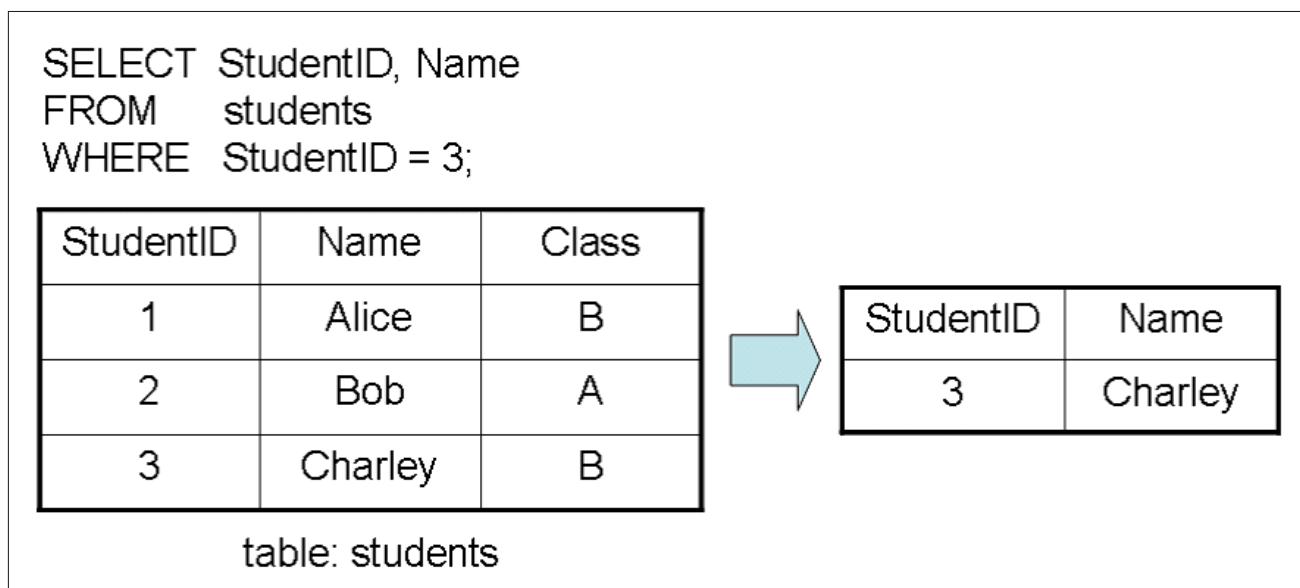 SELECT StudentID, Name
FROM students
WHERE StudentID = 3;
StudentID Name Class
1 Alice B
2 Bob A
3 Charley B
table: students
StudentID Name
3 Charley